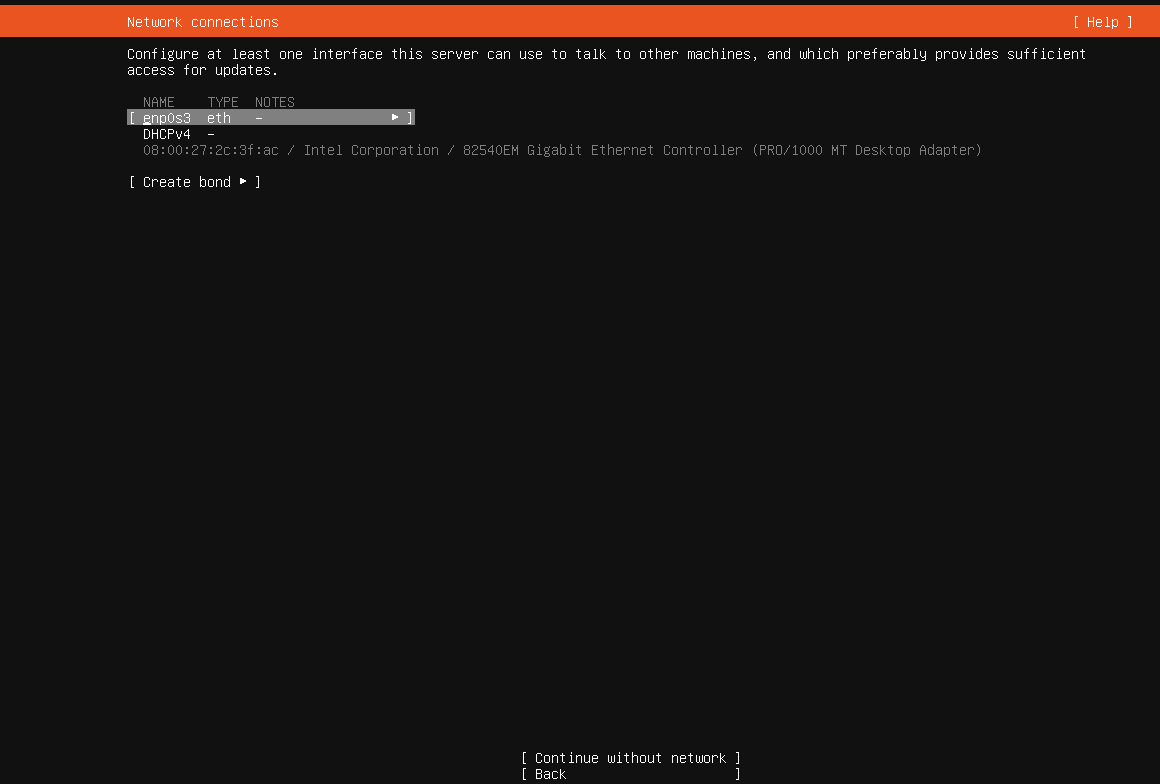 Network connections [ Help ]
Configure at least one interface this server can use to talk to other machines, and which preferably provides sufficient
access for updates.
NAME TYPE NOTES
[ enp0s3 eth – ▸ ]
DHCPv4 –
08:00:27:2c:3f:ac / Intel Corporation / 82540EM Gigabit Ethernet Controller (PRO/1000 MT Desktop Adapter)
[ Create bond ▸ ]
[ Continue without network ]
[ Back ]